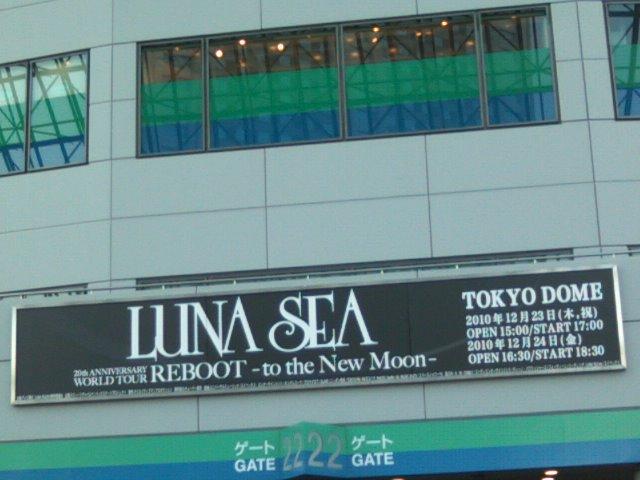 LUNA SEA
20th ANNIVERSARY
WORLD TOUR REBOOT -to the New Moon-
TOKYO DOME
2010年12月23日(木,祝)
OPEN 15:00/START 17:00
2010年12月24日(金)
OPEN 16:30/START 18:30
ゲート 22 22 ゲート
GATE GATE